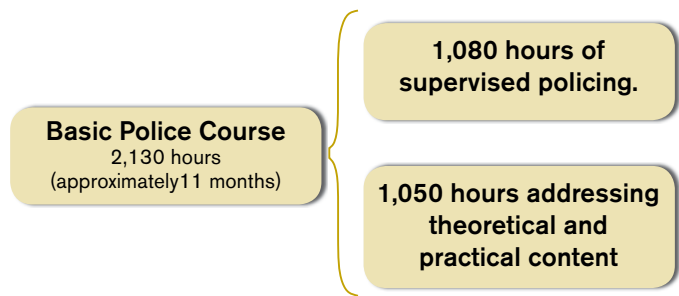 Basic Police Course
2,130 hours
(approximately11 months)
1,080 hours of
supervised policing.
1,050 hours addressing
theoretical and
practical content